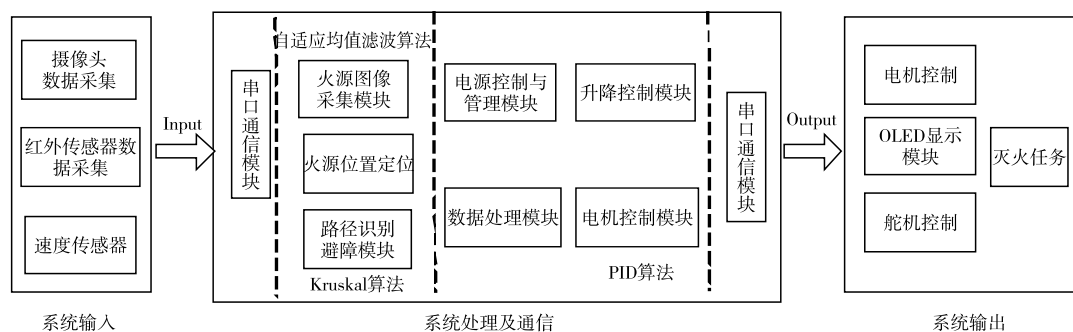 摄像头
数据采集
红外传感器数
据采集
速度传感器
系统输入
Input
串口通信模块
自适应均值滤波算法
火源图像
采集模块
火源位置定位
路径识别
避障模块
Kruskal算法
电源控制与
管理模块
升降控制模块
数据处理模块
电机控制模块
PID算法
串口通信模块
系统处理及通信
Output
电机控制
OLED显示
模块
舵机控制
灭火任务
系统输出